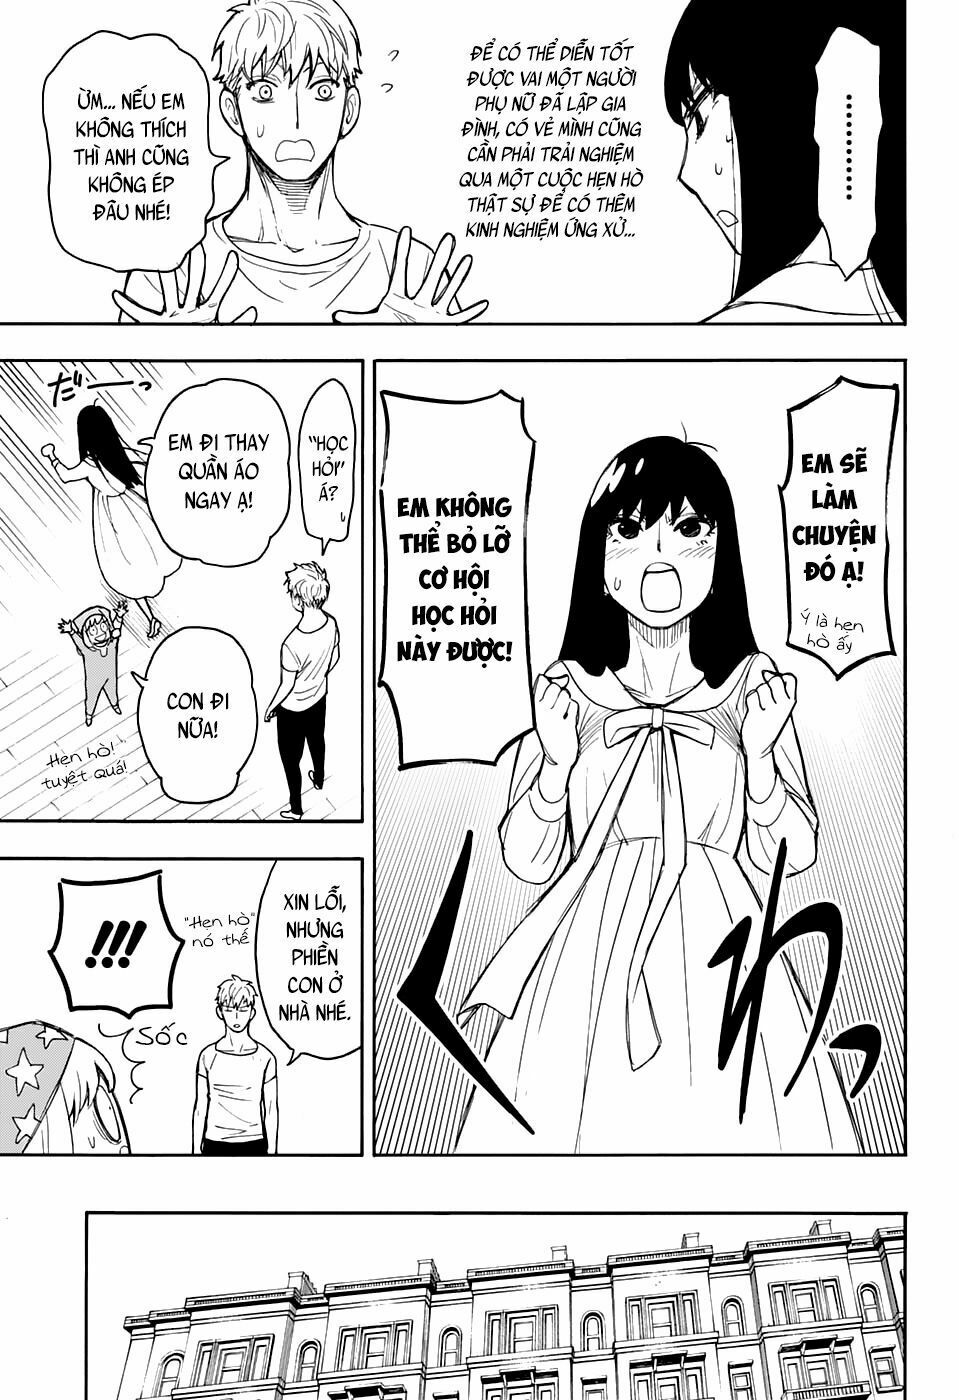 ..........
ĐỂ CÓ THỂ DIỄN TỐT
ĐƯỢC VAI MỘT NGƯỜI
PHỤ NỮ ĐÃ LẬP GIA
ĐÌNH, CÓ VẺ MÌNH CŨNG
CẦN PHẢI TRẢI NGHIỆM
QUA MỘT CUỘC HẸN HÒ
THẬT SỰ ĐỂ CÓ THÊM
KINH NGHIỆM ỨNG XỬ...
ỪM... NẾU EM
KHÔNG THÍCH
THÌ ANH CŨNG
KHÔNG ÉP
ĐÂU NHÉ!
EM SẼ
LÀM
CHUYỆN
ĐÓ Ạ!
Ý là hẹn
hò ấy
EM KHÔNG
THỂ BỎ LỠ
CƠ HỘI
HỌC HỎI
NÀY ĐƯỢC!
くわっ
"HỌC
HỎI"
Á?
EM ĐI THAY
QUẦN ÁO
NGAY Ạ!
だーっ
CON ĐI
NỮA!
Hẹn hò!
tuyệt quá!
XIN LỖI,
NHƯNG
PHIỀN
CON Ở
NHÀ NHÉ.
"Hẹn hò"
nó thế
!!!
Sốc